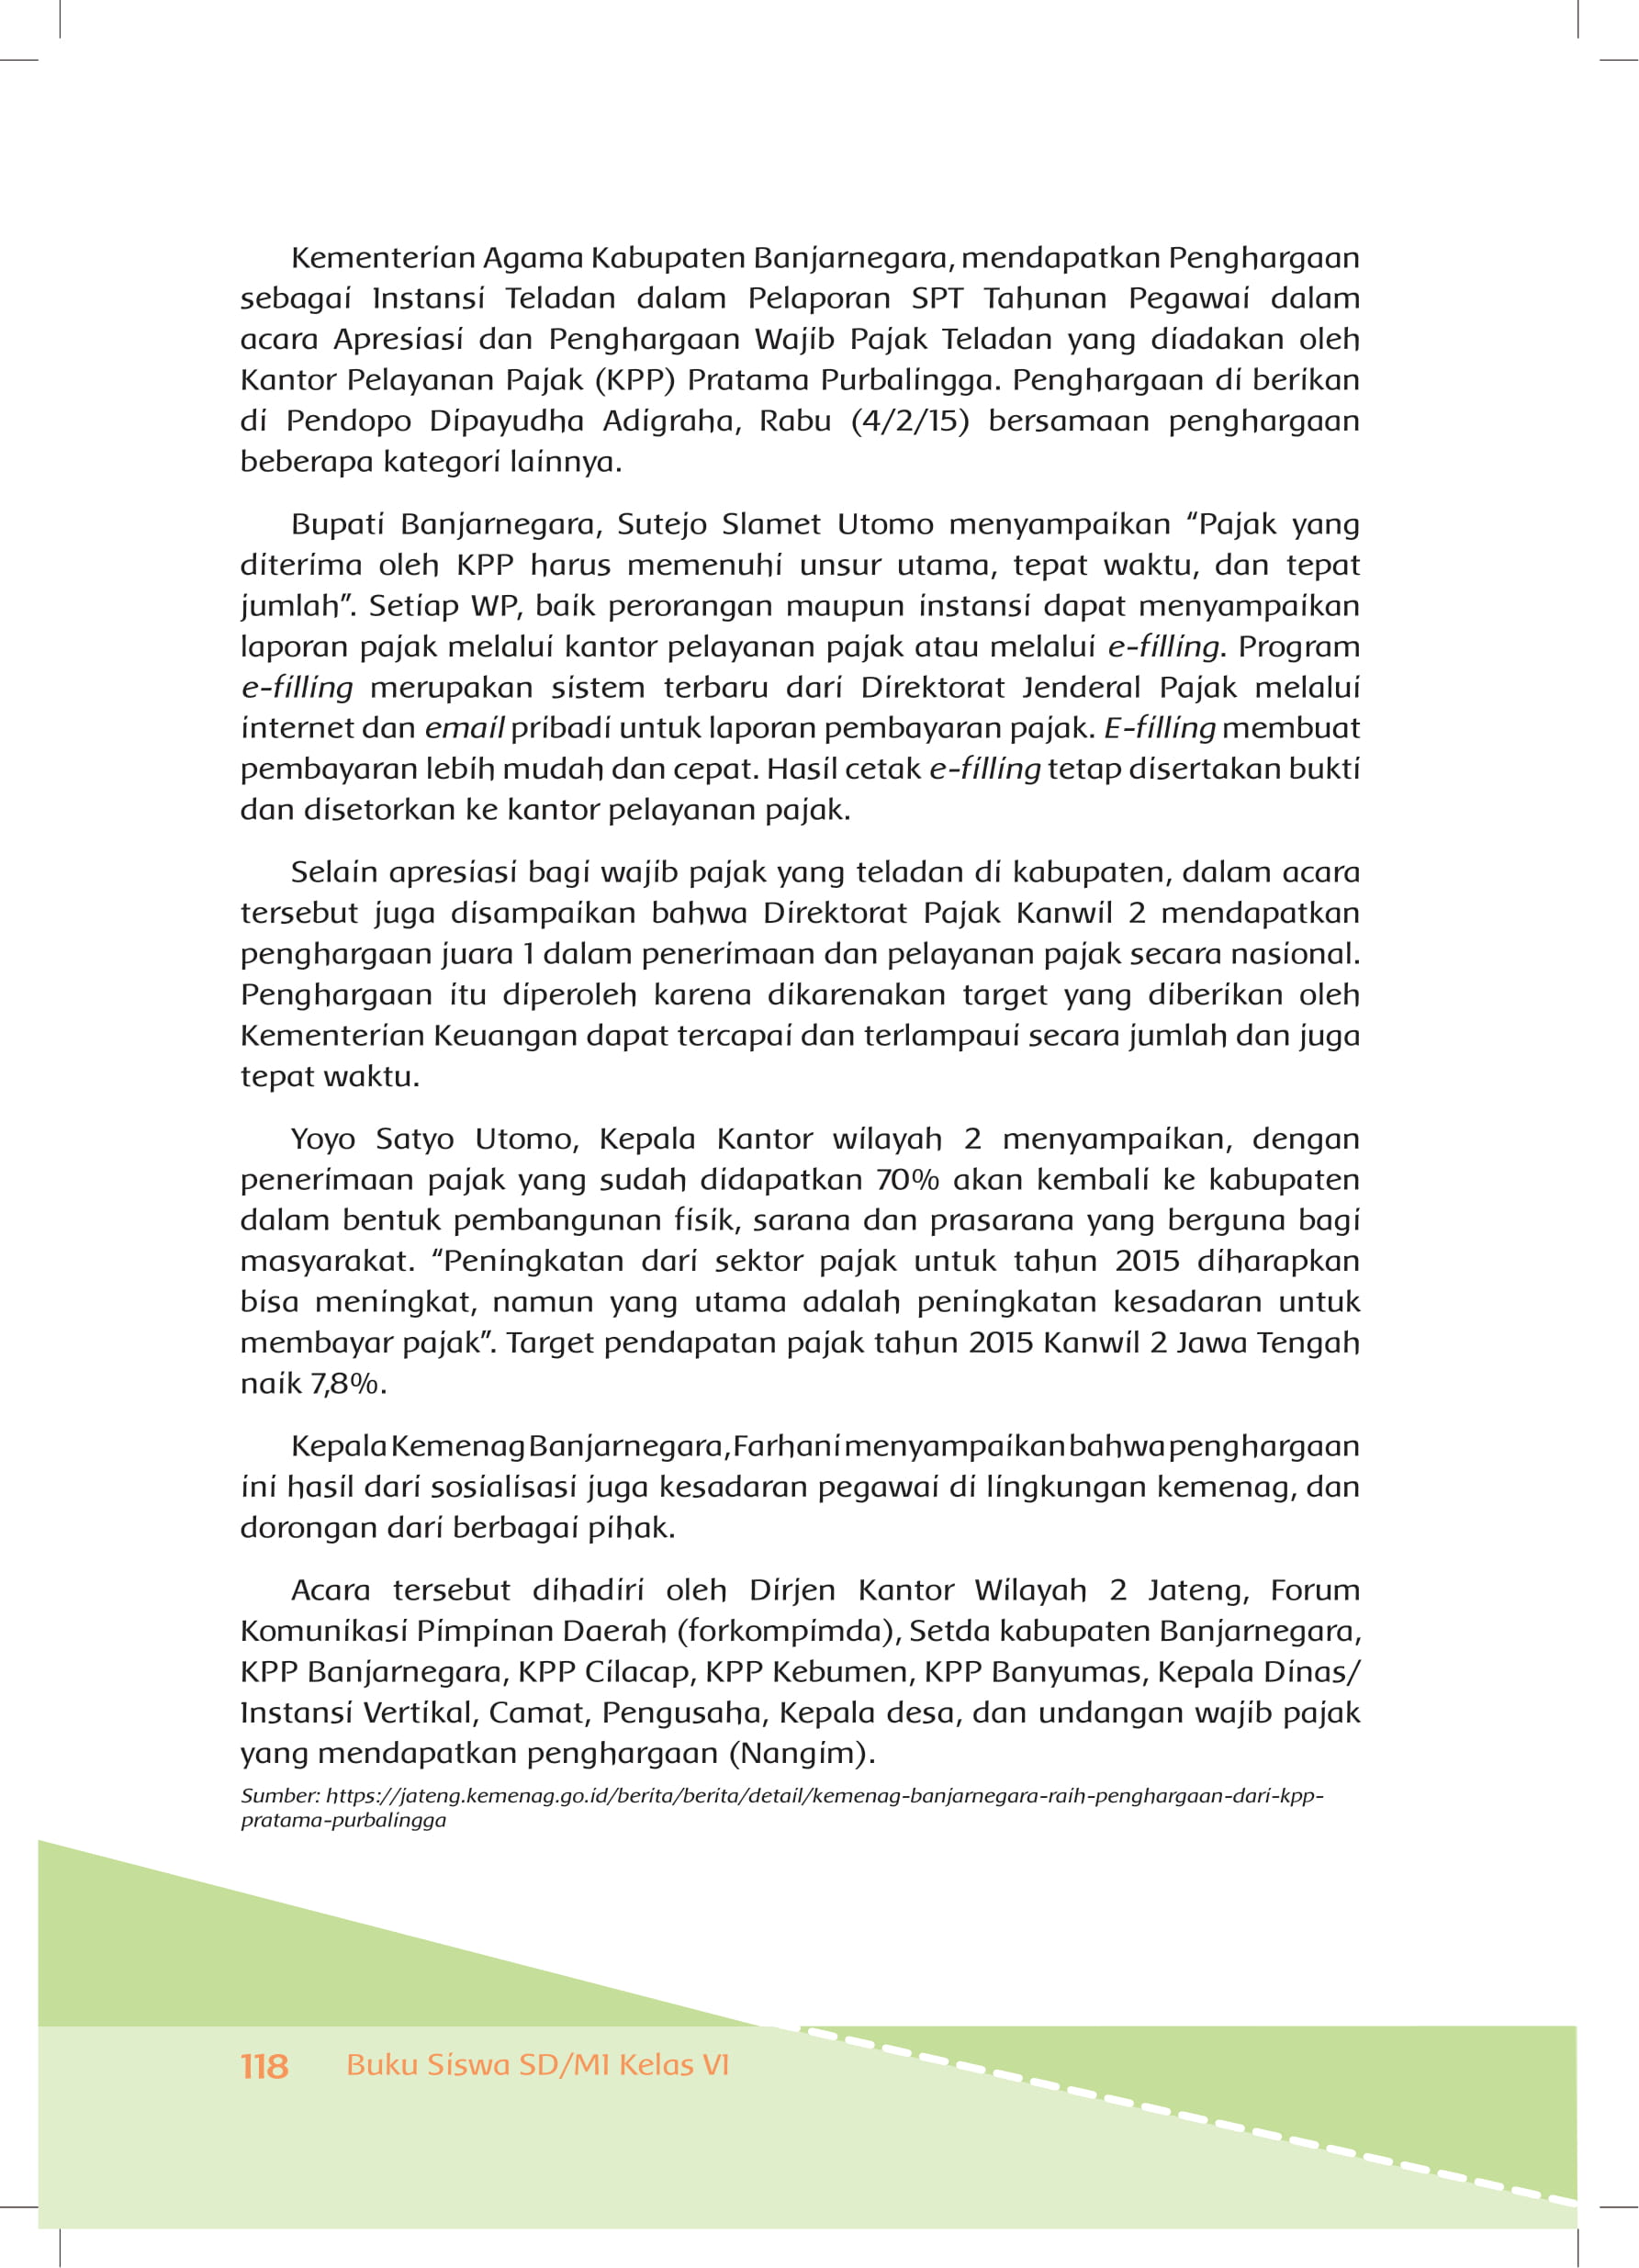 Kementerian Agama Kabupaten Banjarnegara, mendapatkan Penghargaan
sebagai Instansi Teladan dalam Pelaporan SPT Tahunan Pegawai dalam
acara Apresiasi dan Penghargaan Wajib Pajak Teladan yang diadakan oleh
Kantor Pelayanan Pajak (KPP) Pratama Purbalingga. Penghargaan di berikan
di Pendopo Dipayudha Adigraha, Rabu (4/2/15) bersamaan penghargaan
beberapa kategori lainnya.
Bupati Banjarnegara, Sutejo Slamet Utomo menyampaikan “Pajak yang
diterima oleh KPP harus memenuhi unsur utama, tepat waktu, dan tepat
jumlah”. Setiap WP, baik perorangan maupun instansi dapat menyampaikan
laporan pajak melalui kantor pelayanan pajak atau melalui e-filling. Program
e-filling merupakan sistem terbaru dari Direktorat Jenderal Pajak melalui
internet dan email pribadi untuk laporan pembayaran pajak. E-filling membuat
pembayaran lebih mudah dan cepat. Hasil cetak e-filling tetap disertakan bukti
dan disetorkan ke kantor pelayanan pajak.
Selain apresiasi bagi wajib pajak yang teladan di kabupaten, dalam acara
tersebut juga disampaikan bahwa Direktorat Pajak Kanwil 2 mendapatkan
penghargaan juara 1 dalam penerimaan dan pelayanan pajak secara nasional.
Penghargaan itu diperoleh karena dikarenakan target yang diberikan oleh
Kementerian Keuangan dapat tercapai dan terlampaui secara jumlah dan juga
tepat waktu.
Yoyo Satyo Utomo, Kepala Kantor wilayah 2 menyampaikan, dengan
penerimaan pajak yang sudah didapatkan 70% akan kembali ke kabupaten
dalam bentuk pembangunan fisik, sarana dan prasarana yang berguna bagi
masyarakat. “Peningkatan dari sektor pajak untuk tahun 2015 diharapkan
bisa meningkat, namun yang utama adalah peningkatan kesadaran untuk
membayar pajak”. Target pendapatan pajak tahun 2015 Kanwil 2 Jawa Tengah
naik 7,8%.
Kepala Kemenag Banjarnegara, Farhani menyampaikan bahwa penghargaan
ini hasil dari sosialisasi juga kesadaran pegawai di lingkungan kemenag, dan
dorongan dari berbagai pihak.
Acara tersebut dihadiri oleh Dirjen Kantor Wilayah 2 Jateng, Forum
Komunikasi Pimpinan Daerah (forkompimda), Setda kabupaten Banjarnegara,
KPP Banjarnegara, KPP Cilacap, KPP Kebumen, KPP Banyumas, Kepala Dinas/
Instansi Vertikal, Camat, Pengusaha, Kepala desa, dan undangan wajib pajak
yang mendapatkan penghargaan (Nangim).
Sumber: https://jateng.kemenag.go.id/berita/berita/detail/kemenag-banjarnegara-raih-penghargaan-dari-kpp-
pratama-purbalingga
118 Buku Siswa SD/MI Kelas VI